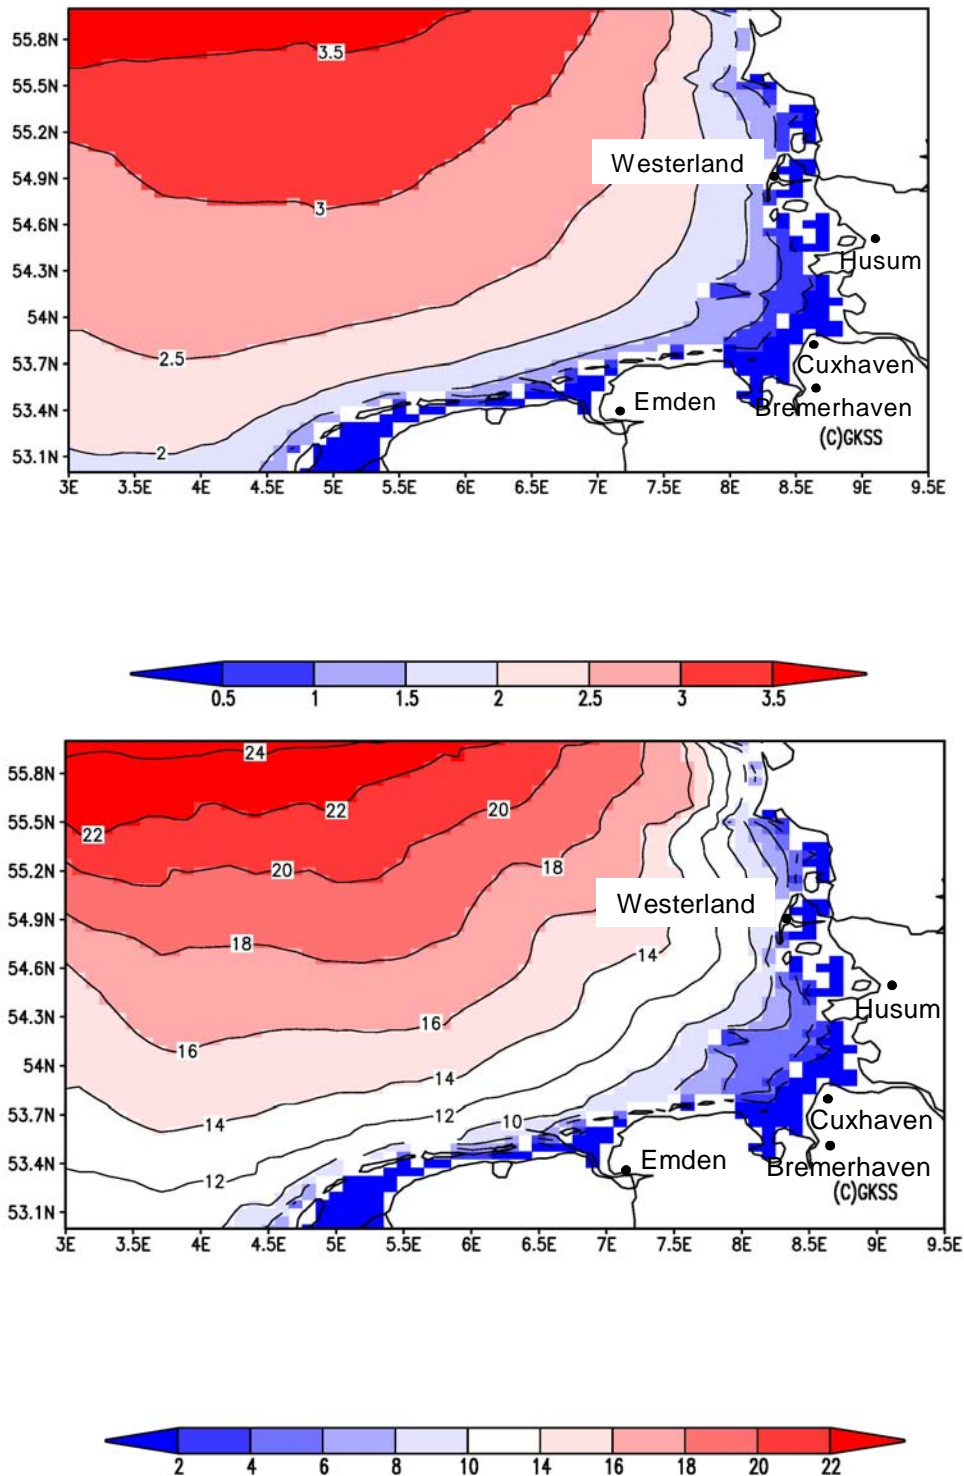 55.8N
3.5
55.5N
55.2N
Westerland
54.9N
3
54.6N
Husum
54.3N
54N
2.5
53.7N
Cuxhaven
Emden
Bremerhaven
53.4N
(C)GKSS
2
53.1N
3E 3.5E 4E 4.5E 5E 5.5E 6E 6.5E 7E 7.5E 8E 8.5E 9E 9.5E
0.5 1 1.5 2 2.5 3 3.5
24
55.8N
22 20
55.5N
22
20 18
55.2N
Westerland
54.9N
18 14
54.6N
Husum
54.3N
16
16
54N
14
12
53.7N
14 10
Cuxhaven
Emden
Bremerhaven
53.4N
12
(C)GKSS
53.1N
3E 3.5E 4E 4.5E 5E 5.5E 6E 6.5E 7E 7.5E 8E 8.5E 9E 9.5E
2 4 6 8 10 14 16 18 20 22